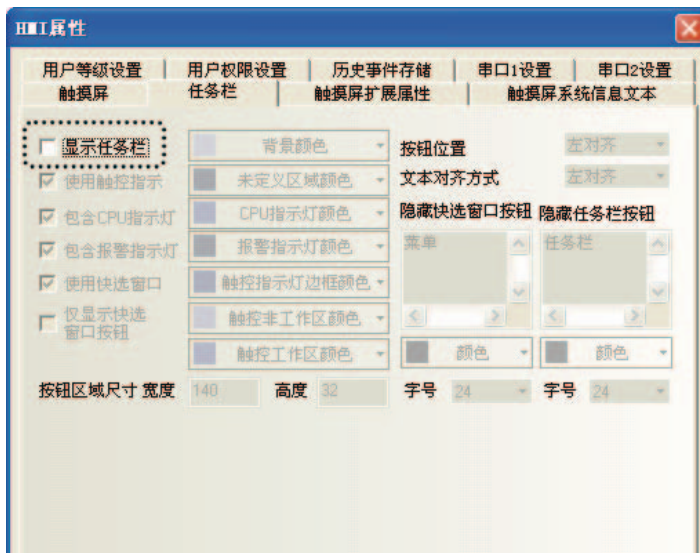 HMI属性
用户等级设置 用户权限设置 历史事件存储 串口1设置 串口2设置
触摸屏 任务栏 触摸屏扩展属性 触摸屏系统信息文本
显示任务栏 背景颜色 按钮位置 左对齐
使用触控指示 未定义区域颜色 文本对齐方式 左对齐
包含CPU指示灯 CPU指示灯颜色 隐藏快选窗口按钮 隐藏任务栏按钮
包含报警指示灯 报警指示灯颜色 菜单 任务栏
使用快选窗口 触控指示灯边框颜色
仅显示快选 触控非工作区颜色
窗口按钮
触控工作区颜色 颜色 颜色
按钮区域尺寸 宽度 140 高度 32 字号 24 字号 24